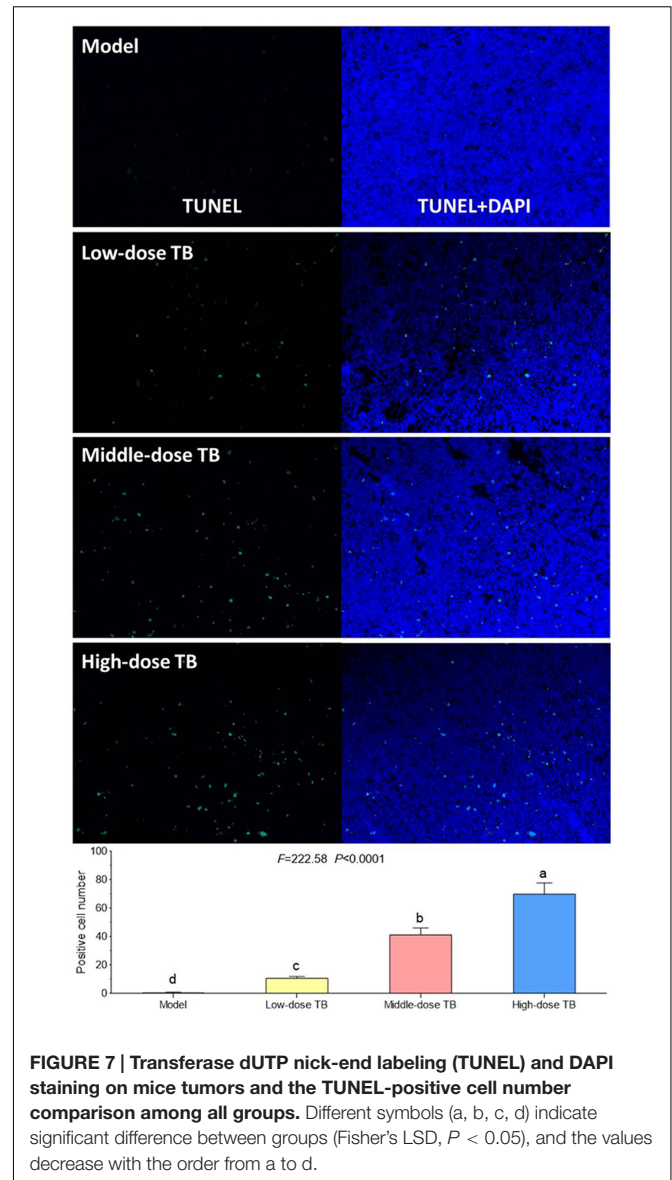 Model
TUNEL TUNEL+DAPI
Low-dose TB
Middle-dose TB
High-dose TB
F=222.58 P<0.0001
Positive cell number
100
80
60
40
20
0
d
c
b
a
Model Low-dose TB Middle-dose TB High-dose TB
FIGURE 7 | Transferase dUTP nick-end labeling (TUNEL) and DAPI
staining on mice tumors and the TUNEL-positive cell number
comparison among all groups. Different symbols (a, b, c, d) indicate
significant difference between groups (Fisher's LSD, P < 0.05), and the values
decrease with the order from a to d.